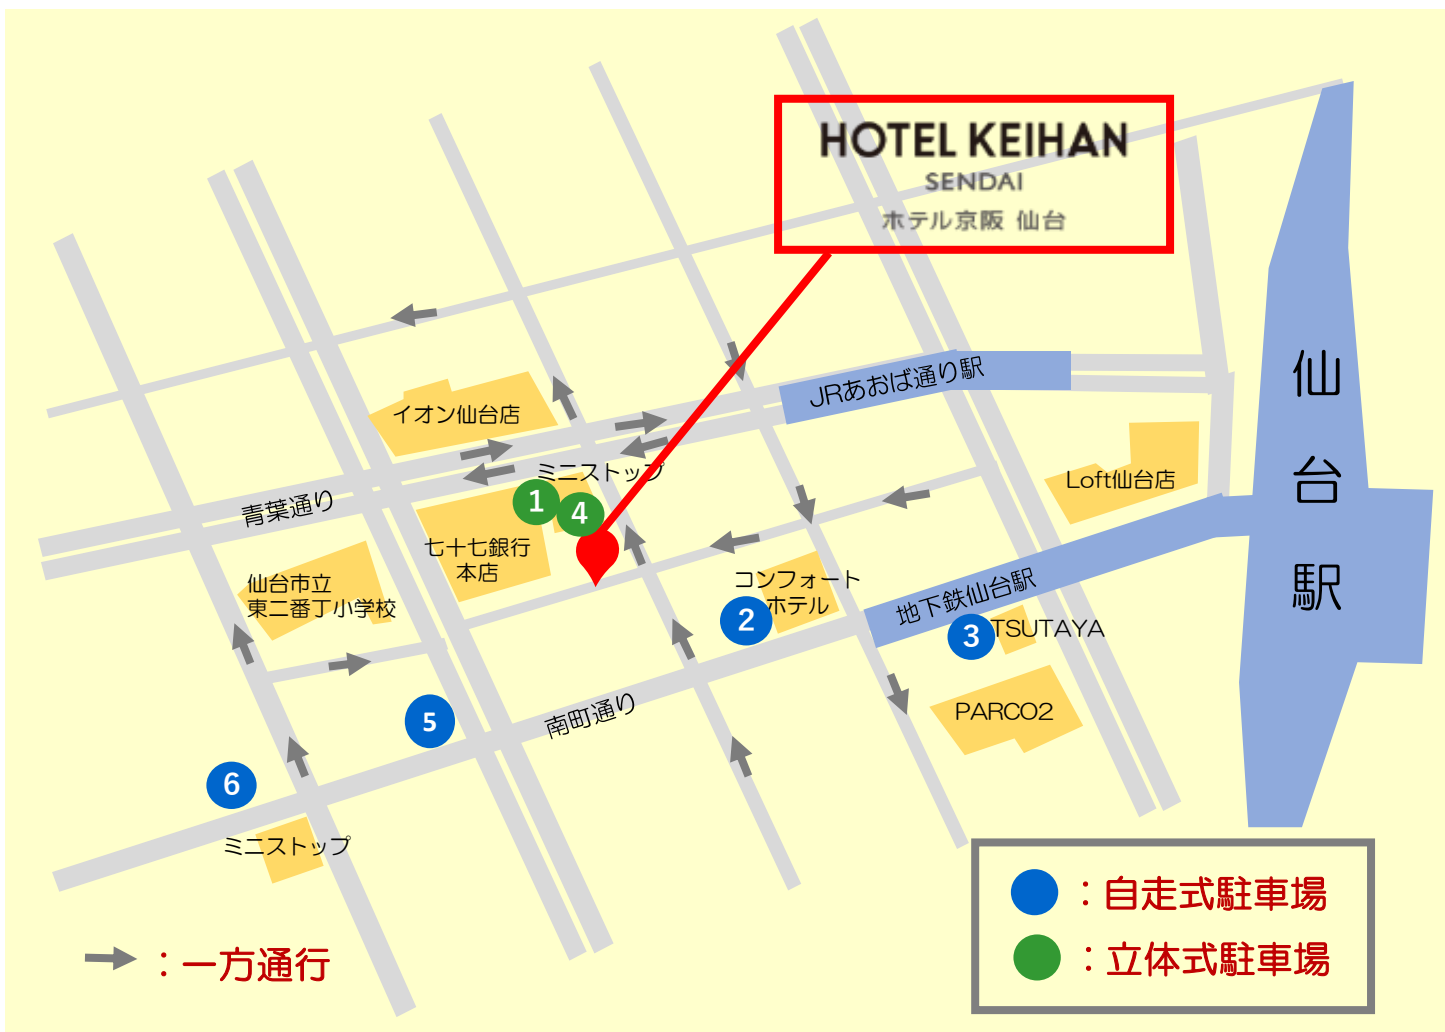 HOTEL KEIHAN
SENDAI
ホテル京阪 仙台
仙台駅
JRあおば通り駅
イオン仙台店
ミニストップ
1
4
Loft仙台店
青葉通り
七十七銀行
本店
仙台市立
東二番丁小学校
コンフォート
ホテル
2
地下鉄仙台駅
3
TSUTAYA
PARCO2
南町通り
5
6
ミニストップ
：自走式駐車場
：立体式駐車場
：一方通行